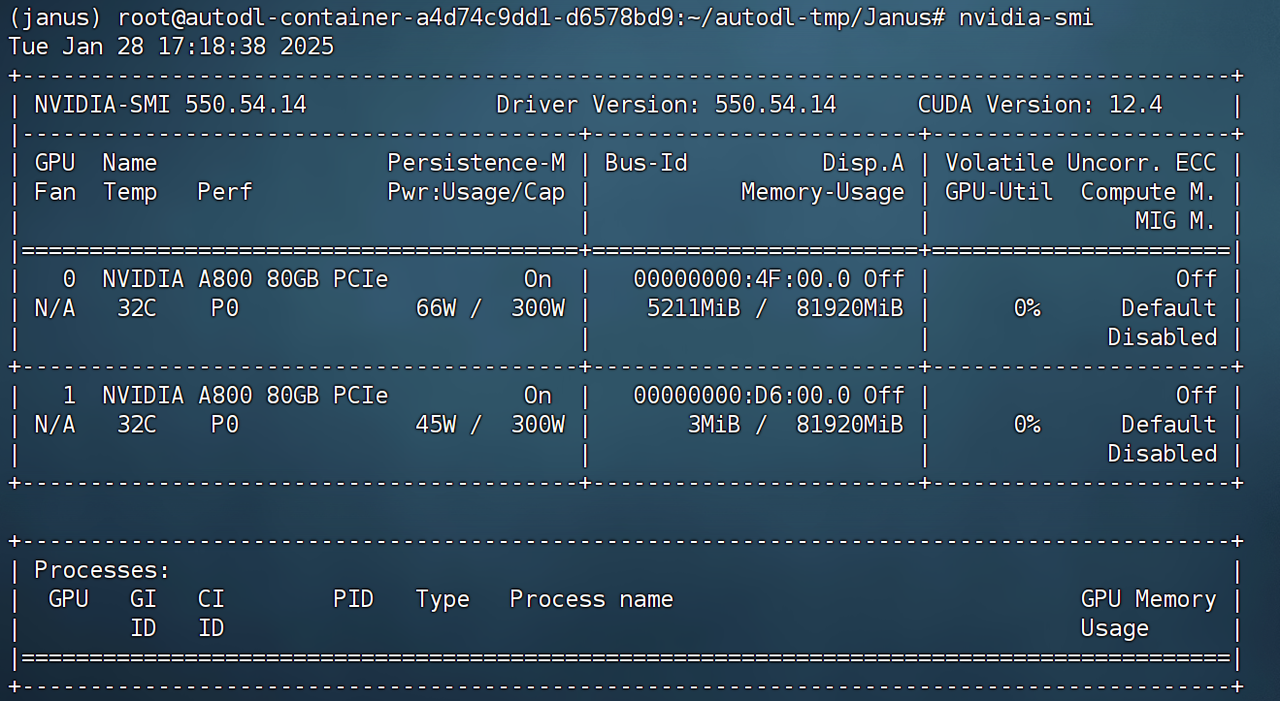 (janus) root@autodl-container-a4d74c9dd1-d6578bd9:~/autodl-tmp/Janus# nvidia-smi
Tue Jan 28 17:18:38 2025
+-----------------------------------------------------------------------------------------+
| NVIDIA-SMI 550.54.14              Driver Version: 550.54.14      CUDA Version: 12.4     |
|-----------------------------------------+------------------------+----------------------+
| GPU  Name                 Persistence-M | Bus-Id          Disp.A | Volatile Uncorr. ECC |
| Fan  Temp   Perf          Pwr:Usage/Cap |           Memory-Usage | GPU-Util  Compute M. |
|                                         |                        |               MIG M. |
|=========================================+========================+======================|
|   0  NVIDIA A800 80GB PCIe          On  |   00000000:4F:00.0 Off |                  Off |
| N/A   32C    P0             66W /  300W |    5211MiB /  81920MiB |      0%      Default |
|                                         |                        |             Disabled |
+-----------------------------------------+------------------------+----------------------+
|   1  NVIDIA A800 80GB PCIe          On  |   00000000:D6:00.0 Off |                  Off |
| N/A   32C    P0             45W /  300W |       3MiB /  81920MiB |      0%      Default |
|                                         |                        |             Disabled |
+-----------------------------------------+------------------------+----------------------+

+-----------------------------------------------------------------------------------------+
| Processes:                                                                              |
|  GPU   GI   CI        PID   Type   Process name                              GPU Memory |
|        ID   ID                                                               Usage      |
|=========================================================================================|
+-----------------------------------------------------------------------------------------+